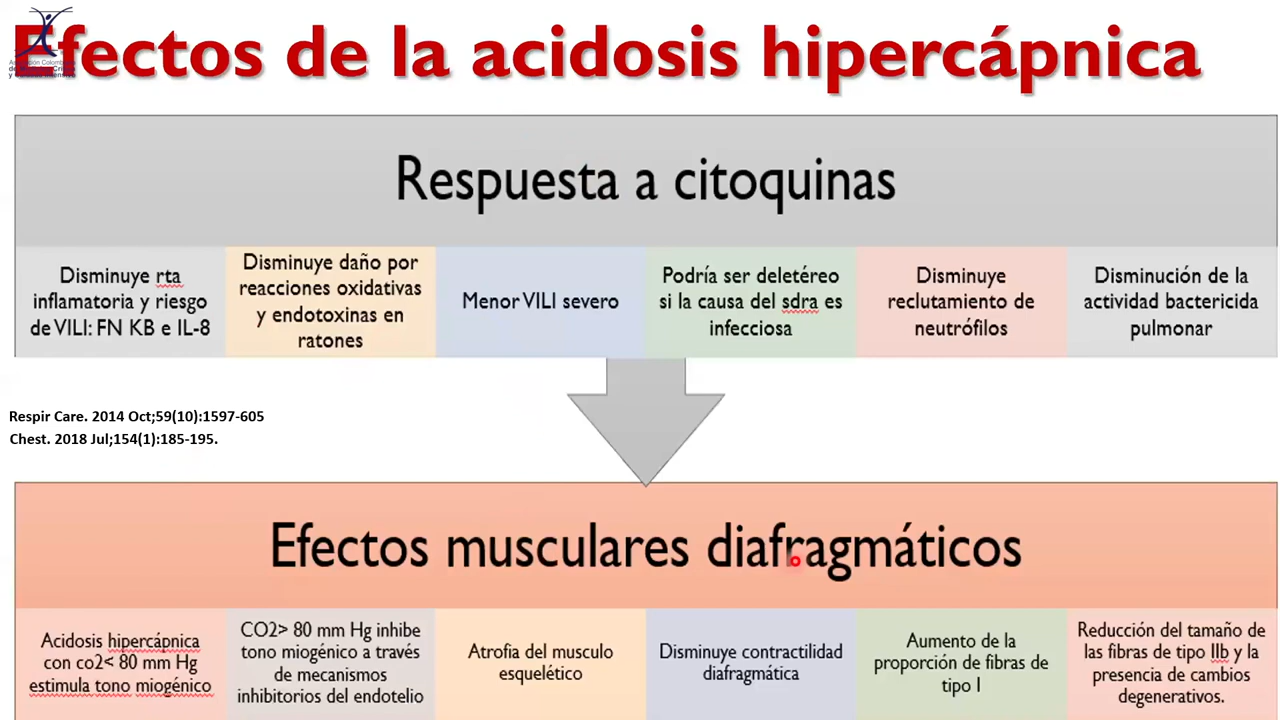 Efectos de la acidosis hipercápnica
Respuesta a citoquinas
Disminuye rta
inflamatoria y riesgo
de VILI: FN KB e IL-8
Disminuye daño por
reacciones oxidativas
y endotoxinas en
ratones
Menor VILI severo
Podría ser deletéreo
si la causa del sdra es
infecciosa
Disminuye
reclutamiento de
neutrófilos
Disminución de la
actividad bactericida
pulmonar
Respir Care. 2014 Oct;59(10):1597-605
Chest. 2018 Jul;154(1):185-195.
Efectos musculares diafragmáticos
Acidosis hipercápnica
con co2< 80 mm Hg
estimula tono miogénico
CO2> 80 mm Hg inhibe
tono miogénico a través
de mecanismos
inhibitorios del endotelio
Atrofia del musculo
esquelético
Disminuye contractilidad
diafragmática
Aumento de la
proporción de fibras de
tipo I
Reducción del tamaño de
las fibras de tipo IIb y la
presencia de cambios
degenerativos.